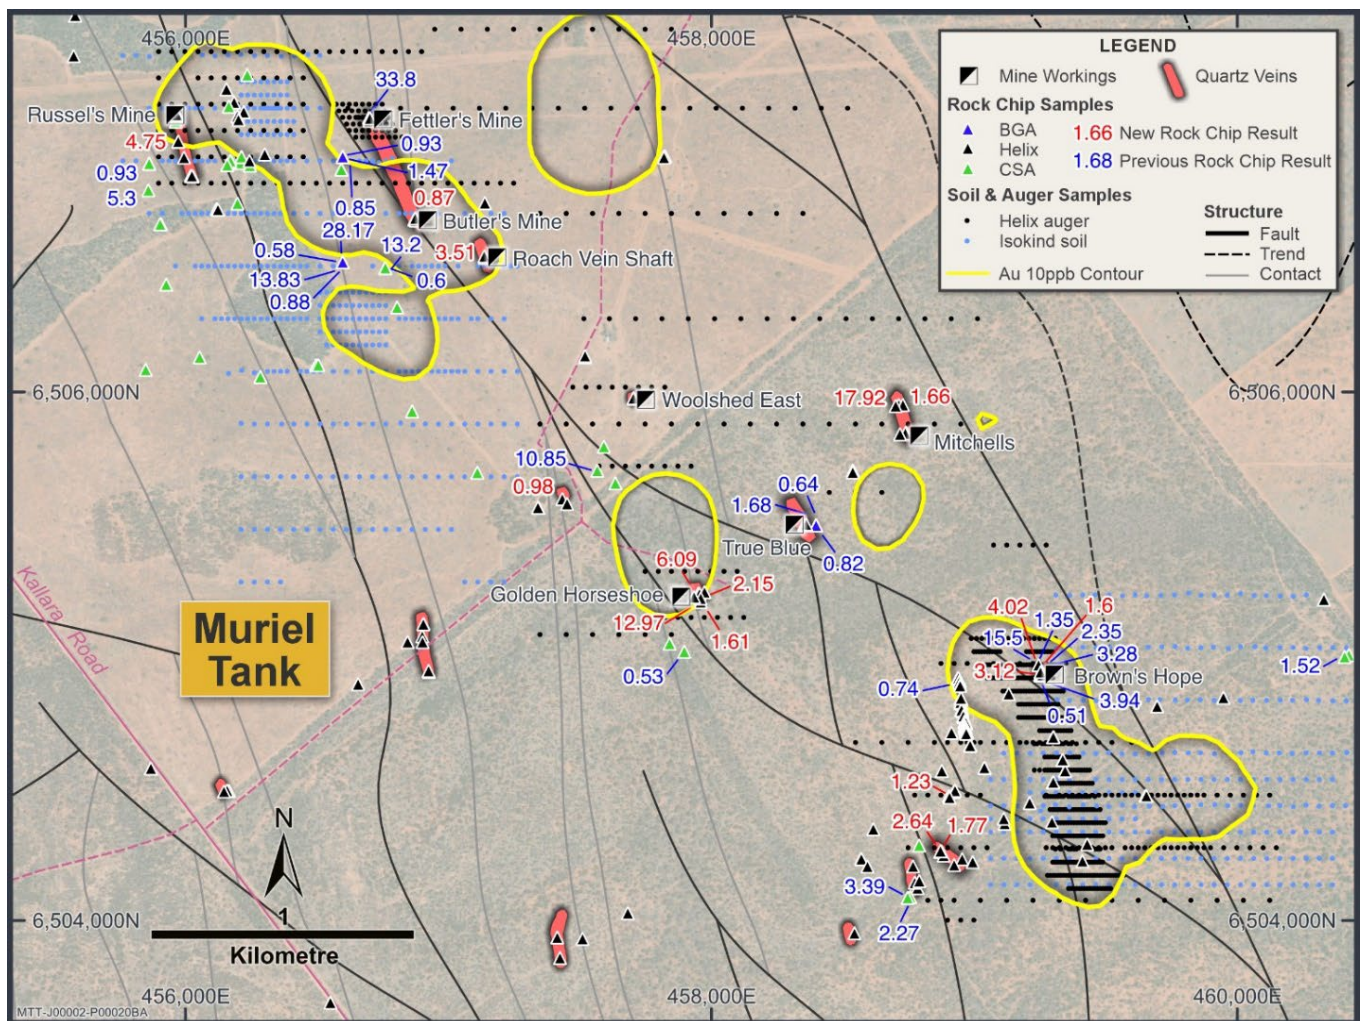 456,000E
458,000E
LEGEND
Mine Workings
Quartz Veins
Rock Chip Samples
BGA
Helix
CSA
1.66 New Rock Chip Result
1.68 Previous Rock Chip Result
Soil & Auger Samples
Helix auger
Isokind soil
Au 10ppb Contour
Structure
Fault
Trend
Contact
33.8
Russel's Mine
Fettler's Mine
4.75
0.93
0.93
1.47
5.3
0.85
0.87
28.17
Butler's Mine
0.58
13.2
3.51
Roach Vein Shaft
13.83
0.6
0.88
6,506,000N
6,506,000N
Woolshed East
17.92
1.66
Mitchells
10.85
0.98
0.64
1.68
True Blue
0.82
6.09
2.15
Golden Horseshoe
12.97
1.61
0.53
Kallara Road
Muriel
Tank
4.02
1.6
1.35
15.5
2.35
3.28
3.12
Brown's Hope
1.52
0.74
3.94
0.51
1.23
2.64
1.77
3.39
2.27
N
6,504,000N
1
Kilometre
6,504,000N
456,000E
458,000E
460,000E
MTT-J00002-P00020BA